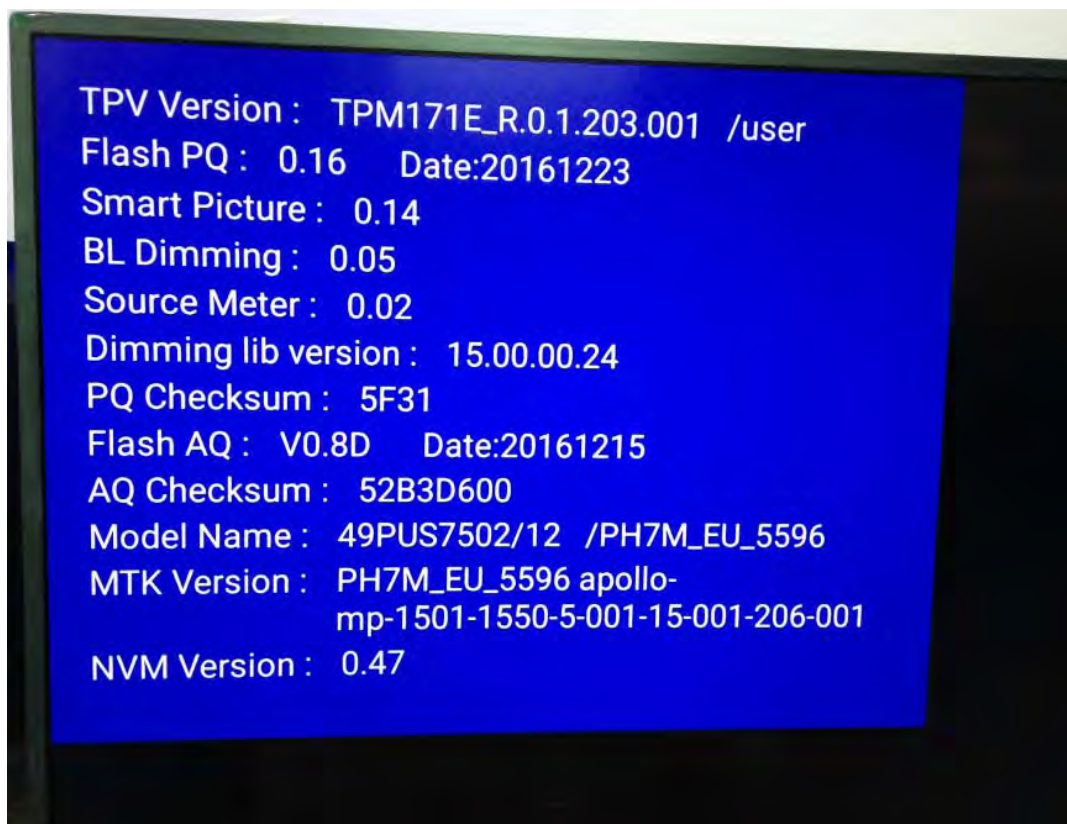 TPV Version : TPM171E_R.0.1.203.001 /user
Flash PQ : 0.16 Date:20161223
Smart Picture : 0.14
BL Dimming : 0.05
Source Meter : 0.02
Dimming lib version : 15.00.00.24
PQ Checksum : 5F31
Flash AQ : V0.8D Date:20161215
AQ Checksum : 52B3D600
Model Name : 49PUS7502/12 /PH7M_EU_5596
MTK Version : PH7M_EU_5596 apollo-
mp-1501-1550-5-001-15-001-206-001
NVM Version : 0.47